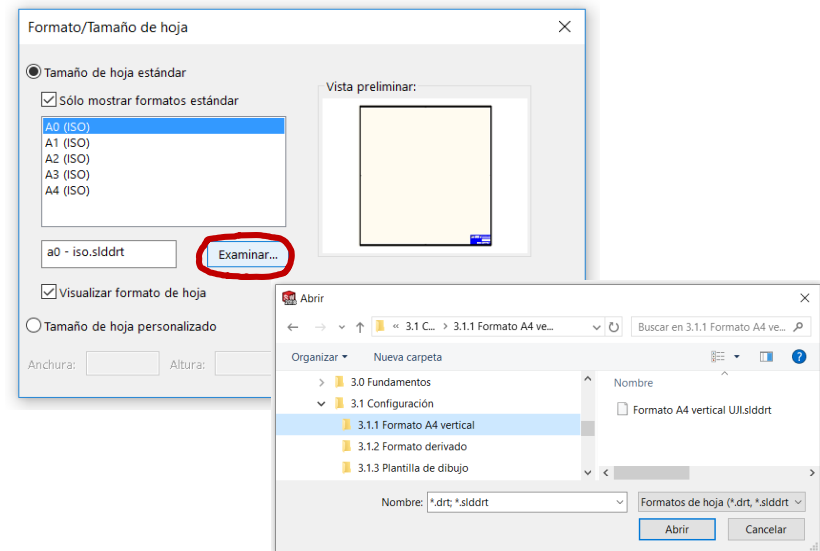 Formato/Tamaño de hoja
Tamaño de hoja estándar
Sólo mostrar formatos estándar
A0 (ISO)
A1 (ISO)
A2 (ISO)
A3 (ISO)
A4 (ISO)
a0 - iso.slddrt
Examinar...
Visualizar formato de hoja
Tamaño de hoja personalizado
Anchura:
Altura:
Vista preliminar:
Abrir
« 3.1 C... > 3.1.1 Formato A4 ve...
Buscar en 3.1.1 Formato A4 ve...
Organizar
Nueva carpeta
3.0 Fundamentos
3.1 Configuración
3.1.1 Formato A4 vertical
3.1.2 Formato derivado
3.1.3 Plantilla de dibujo
Nombre
Formato A4 vertical UJI.slddrt
Nombre: *.drt; *.slddrt
Formatos de hoja (*.drt, *.slddrt
Abrir
Cancelar